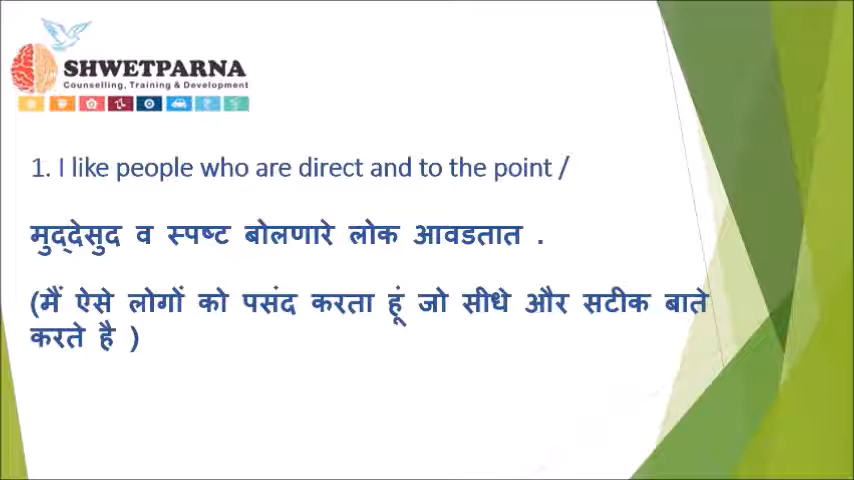 SHWETPARNA
Counselling, Training & Development
1. I like people who are direct and to the point /
मुद्देसुद व स्पष्ट बोलणारे लोक आवडतात .
(मैं ऐसे लोगों को पसंद करता हूं जो सीधे और सटीक बाते
करते है )